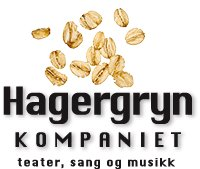 Hagergryn
KOMPANIET
teater, sang og musikk